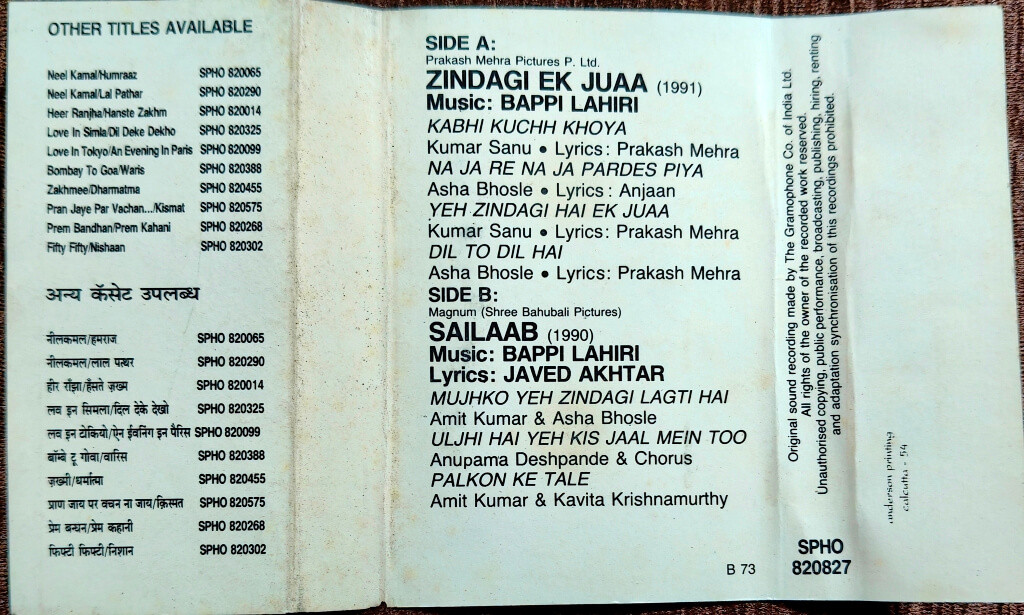 OTHER TITLES AVAILABLE
Neel Kamal/Humraaz SPHO 820065
Neel Kamal/Lal Pathar SPHO 820290
Heer Ranjha/Hanste Zakhm SPHO 820014
Love In Simla/Dil Deke Dekho SPHO 820325
Love In Tokyo/An Evening In Paris SPHO 820099
Bombay To Goa/Waris SPHO 820388
Zakhmee/Dharmatma SPHO 820455
Pran Jaye Par Vachan.../Kismat SPHO 820575
Prem Bandhan/Prem Kahani SPHO 820268
Fifty Fifty/Nishaan SPHO 820302
अन्य कॅसेट उपलब्ध
नीलकमल/हमराज SPHO 820065
नीलकमल/लाल पत्थर SPHO 820290
हीर राँझा/हँसते ज़ख्म SPHO 820014
लव इन सिमला/दिल देके देखो SPHO 820325
लव इन टोकियो/ऐन ईवनिंग इन पैरिस SPHO 820099
बॉम्बे टू गोवा/वारिस SPHO 820388
ज़ख्मी/धर्मात्मा SPHO 820455
प्राण जाय पर वचन ना जाय/क़िस्मत SPHO 820575
प्रेम बन्धन/प्रेम कहानी SPHO 820268
फिफ्टी फिफ्टी/निशान SPHO 820302
SIDE A:
Prakash Mehra Pictures P. Ltd.
ZINDAGI EK JUAA (1991)
Music: BAPPI LAHIRI
KABHI KUCHH KHOYA
Kumar Sanu • Lyrics: Prakash Mehra
NA JA RE NA JA PARDES PIYA
Asha Bhosle • Lyrics: Anjaan
YEH ZINDAGI HAI EK JUAA
Kumar Sanu • Lyrics: Prakash Mehra
DIL TO DIL HAI
Asha Bhosle • Lyrics: Prakash Mehra
SIDE B:
Magnum (Shree Bahubali Pictures)
SAILAAB (1990)
Music: BAPPI LAHIRI
Lyrics: JAVED AKHTAR
MUJHKO YEH ZINDAGI LAGTI HAI
Amit Kumar & Asha Bhosle
ULJHI HAI YEH KIS JAAL MEIN TOO
Anupama Deshpande & Chorus
PALKON KE TALE
Amit Kumar & Kavita Krishnamurthy
B 73
Original sound recording made by The Gramophone Co. of India Ltd.
All rights of the owner of the recorded work reserved.
Unauthorised copying, public performance, broadcasting, publishing, hiring, renting
and adaptation synchronisation of this recordings prohibited.
SPHO
820827
anderson printing
calcutta - 54